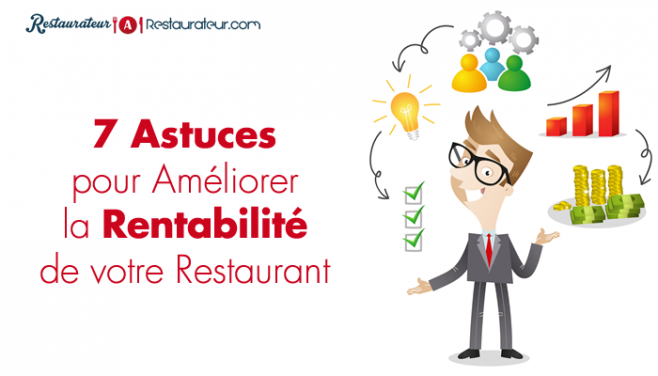 Restaurateur A Restaurateur.com
7 Astuces
pour Améliorer
la Rentabilité
de votre Restaurant